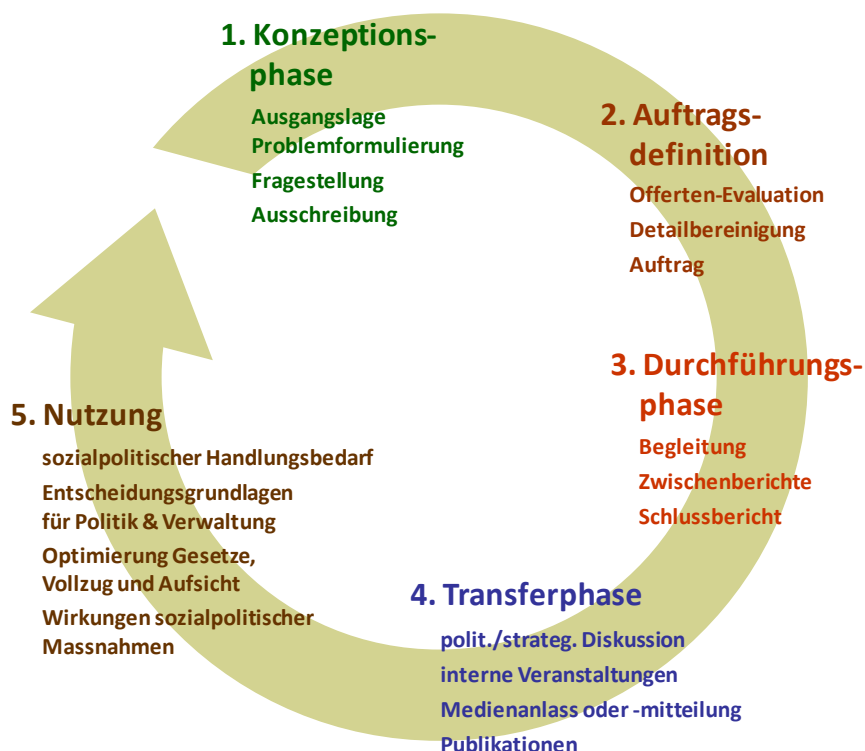 1. Konzeptions-
phase
Ausgangslage
Problemformulierung
Fragestellung
Ausschreibung
2. Auftrags-
definition
Offerten-Evaluation
Detailbereinigung
Auftrag
3. Durchführungs-
phase
Begleitung
Zwischenberichte
Schlussbericht
4. Transferphase
polit./strateg. Diskussion
interne Veranstaltungen
Medienanlass oder -mitteilung
Publikationen
5. Nutzung
sozialpolitischer Handlungsbedarf
Entscheidungsgrundlagen
für Politik & Verwaltung
Optimierung Gesetze,
Vollzug und Aufsicht
Wirkungen sozialpolitischer
Massnahmen